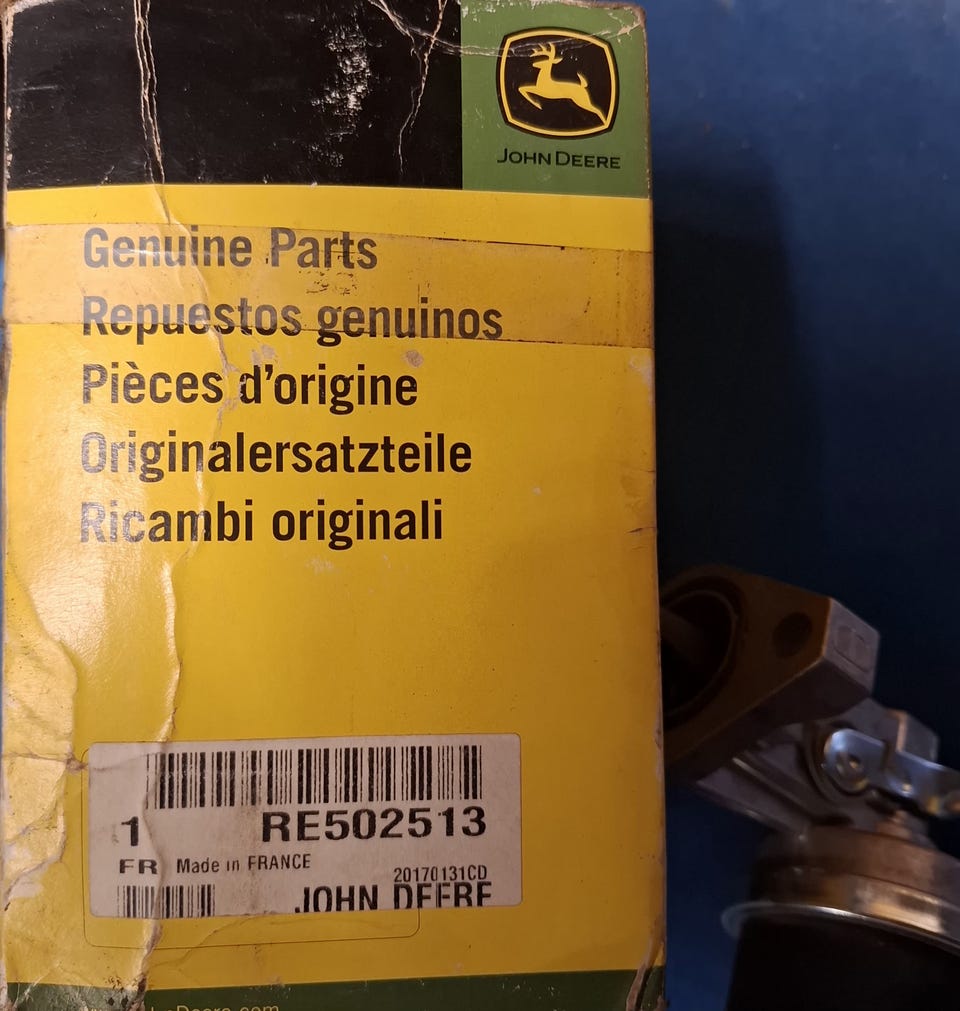 JOHN DEERE
Genuine Parts
Repuestos genuinos
Pièces d'origine
Originalersatzteile
Ricambi originali
1 RE502513
FR Made in FRANCE
20170131CD
JOHN DEERE